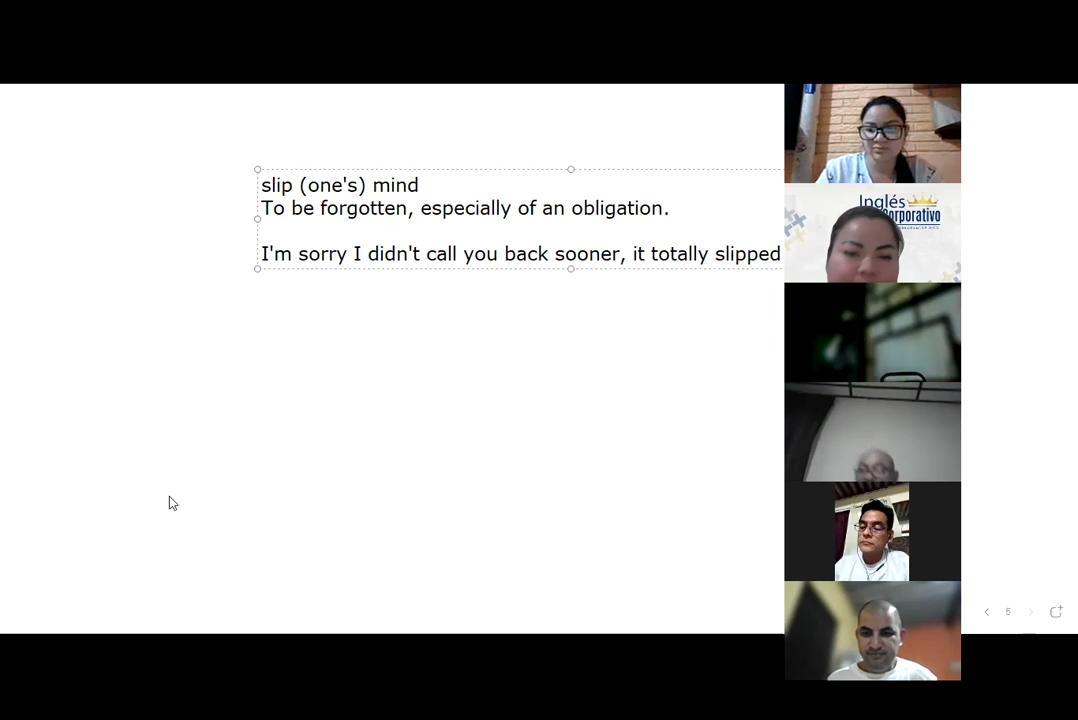 slip (one's) mind
To be forgotten, especially of an obligation.
I'm sorry I didn't call you back sooner, it totally slipped
Inglés
Corporativo
5